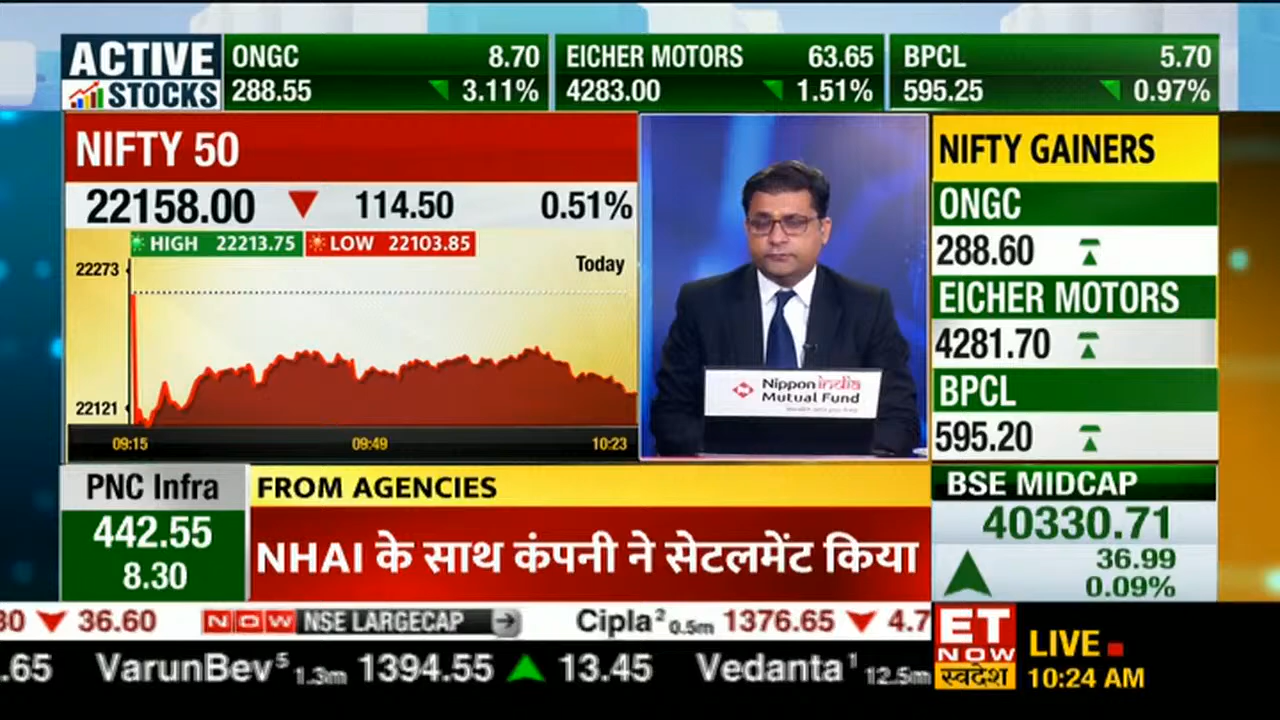 ACTIVE
STOCKS
ONGC 8.70
288.55 3.11%
EICHER MOTORS 63.65
4283.00 1.51%
BPCL 5.70
595.25 0.97%
NIFTY 50
22158.00 114.50 0.51%
HIGH 22213.75 LOW 22103.85
Today
22273
22121
09:15 09:49 10:23
Nippon india
Mutual Fund
NIFTY GAINERS
ONGC
288.60
EICHER MOTORS
4281.70
BPCL
595.20
BSE MIDCAP
40330.71
36.99
0.09%
PNC Infra
442.55
8.30
FROM AGENCIES
NHAI के साथ कंपनी ने सेटलमेंट किया
30 36.60 NOW NSE LARGECAP Cipla² 0.5m 1376.65 4.7
.65 VarunBev⁵ 1.3m 1394.55 13.45 Vedanta¹ 12.5m
ET
NOW
स्वदेश
LIVE
10:24 AM